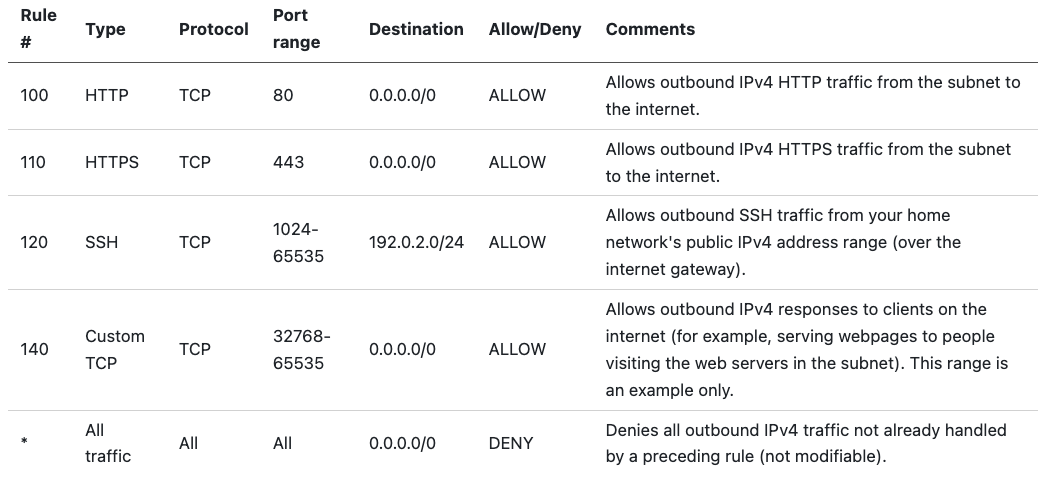 Rule # Type Protocol Port range Destination Allow/Deny Comments
100 HTTP TCP 80 0.0.0.0/0 ALLOW Allows outbound IPv4 HTTP traffic from the subnet to
the internet.
110 HTTPS TCP 443 0.0.0.0/0 ALLOW Allows outbound IPv4 HTTPS traffic from the subnet
to the internet.
120 SSH TCP 1024-65535 192.0.2.0/24 ALLOW Allows outbound SSH traffic from your home
network's public IPv4 address range (over the
internet gateway).
140 Custom TCP TCP 32768-65535 0.0.0.0/0 ALLOW Allows outbound IPv4 responses to clients on the
internet (for example, serving webpages to people
visiting the web servers in the subnet). This range is
an example only.
* All traffic All All 0.0.0.0/0 DENY Denies all outbound IPv4 traffic not already handled
by a preceding rule (not modifiable).